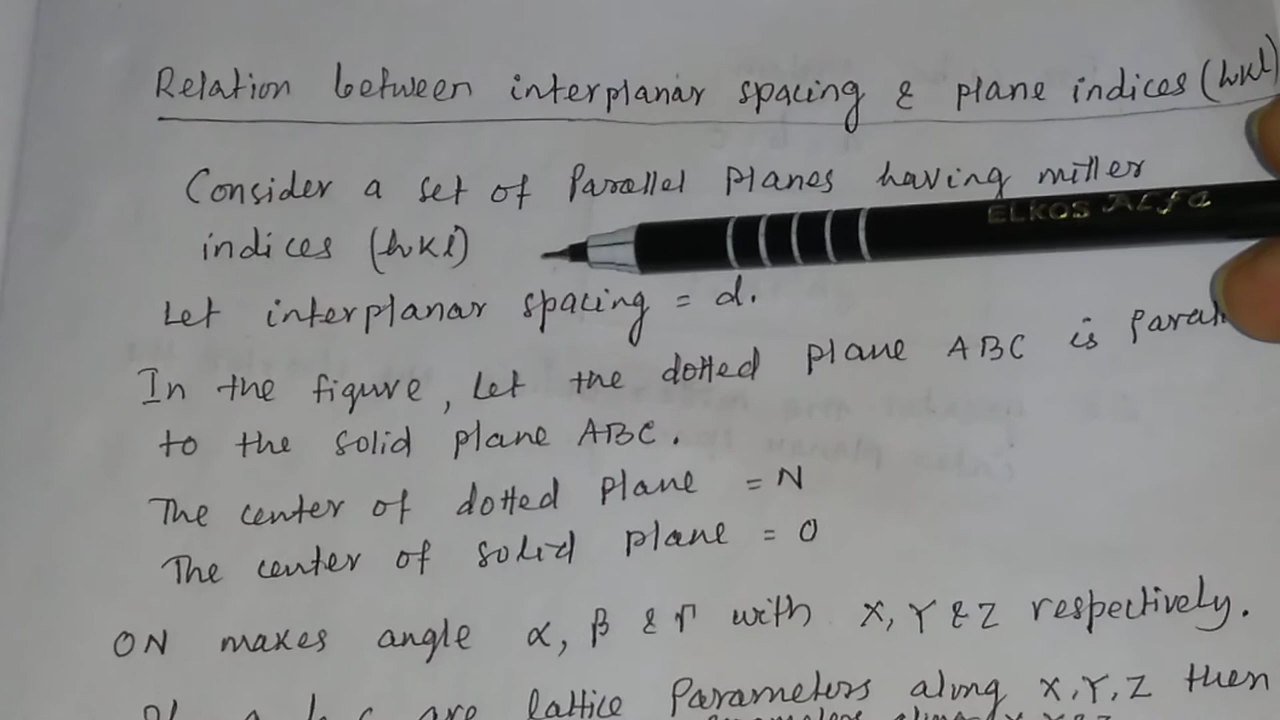 Relation between interplanar spacing & plane indices (hkl)
Consider a set of Parallel Planes having miller
indices (hkl)
ELKOS ALFA
Let interplanar spacing = d.
In the figure, Let the dotted plane ABC is
to the solid plane ABC.
The center of dotted plane = N
The center of solid plane = O
ON makes angle α, β & Γ with X, Y & Z respectively.
are lattice Parameters along X, Y, Z then